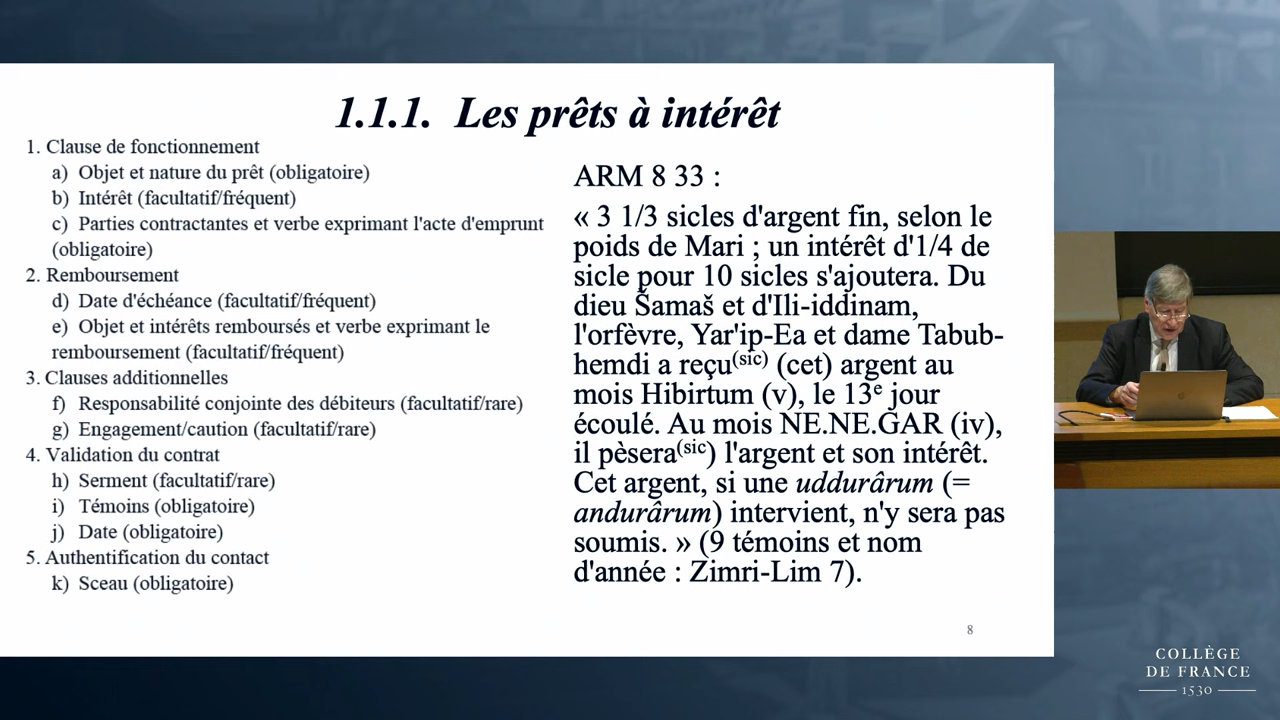 1.1.1. Les prêts à intérêt
1. Clause de fonctionnement
a) Objet et nature du prêt (obligatoire)
b) Intérêt (facultatif/fréquent)
c) Parties contractantes et verbe exprimant l'acte d'emprunt
(obligatoire)
2. Remboursement
d) Date d'échéance (facultatif/fréquent)
e) Objet et intérêts remboursés et verbe exprimant le
remboursement (facultatif/fréquent)
3. Clauses additionnelles
f) Responsabilité conjointe des débiteurs (facultatif/rare)
g) Engagement/caution (facultatif/rare)
4. Validation du contrat
h) Serment (facultatif/rare)
i) Témoins (obligatoire)
j) Date (obligatoire)
5. Authentification du contact
k) Sceau (obligatoire)
ARM 8 33 :
« 3 1/3 sicles d'argent fin, selon le
poids de Mari ; un intérêt d'1/4 de
sicle pour 10 sicles s'ajoutera. Du
dieu Šamaš et d'Ili-iddinam,
l'orfèvre, Yar'ip-Ea et dame Tabub-
hemdi a reçu(sic) (cet) argent au
mois Hibirtum (v), le 13e jour
écoulé. Au mois NE.NE.GAR (iv),
il pèsera(sic) l'argent et son intérêt.
Cet argent, si une uddurârum (=
andurârum) intervient, n'y sera pas
soumis. » (9 témoins et nom
d'année : Zimri-Lim 7).
8
COLLÈGE
DE FRANCE
1530